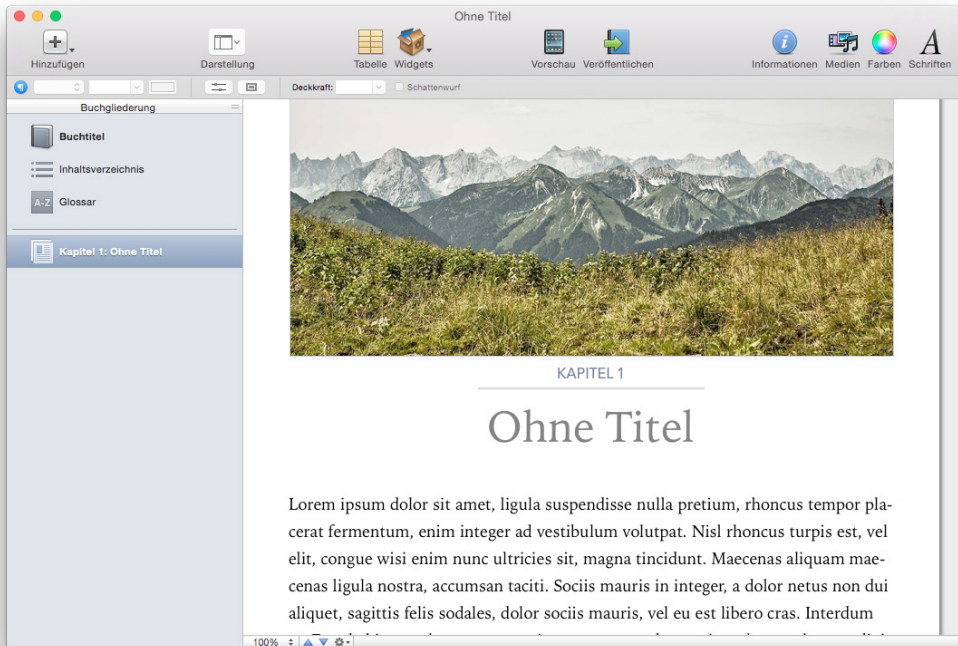 Ohne Titel
Hinzufügen Darstellung Tabelle Widgets Vorschau Veröffentlichen Informationen Medien Farben Schriften
Deckkraft: Schattenwurf
Buchgliederung
Buchtitel
Inhaltsverzeichnis
A-Z Glossar
Kapitel 1: Ohne Titel
KAPITEL 1
Ohne Titel
Lorem ipsum dolor sit amet, ligula suspendisse nulla pretium, rhoncus tempor pla-
cerat fermentum, enim integer ad vestibulum volutpat. Nisl rhoncus turpis est, vel
elit, congue wisi enim nunc ultricies sit, magna tincidunt. Maecenas aliquam mae-
cenas ligula nostra, accumsan taciti. Sociis mauris in integer, a dolor netus non dui
aliquet, sagittis felis sodales, dolor sociis mauris, vel eu est libero cras. Interdum
100%